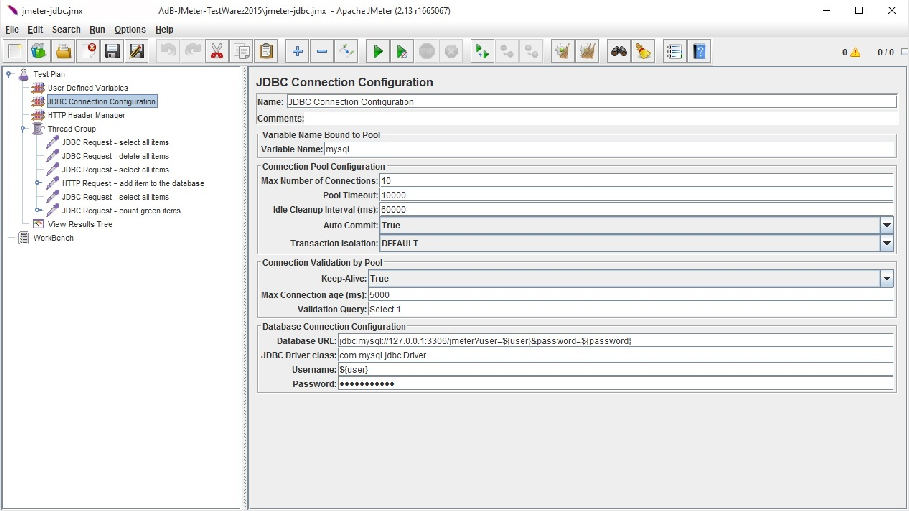 jmeter-jdbc.jmx AdB-JMeter-TestWarez2015\jmeter-jdbc.jmx - Apache JMeter (2.13 r1665067)
File Edit Search Run Options Help
0 0 / 0
Test Plan
User Defined Variables
JDBC Connection Configuration
HTTP Header Manager
Thread Group
JDBC Request - select all items
JDBC Request - delete all items
JDBC Request - select all items
HTTP Request - add item to the database
JDBC Request - select all items
JDBC Request - count green items
View Results Tree
WorkBench
JDBC Connection Configuration
Name: JDBC Connection Configuration
Comments:
Variable Name Bound to Pool
Variable Name: mysql
Connection Pool Configuration
Max Number of Connections: 10
Pool Timeout: 10000
Idle Cleanup Interval (ms): 60000
Auto Commit: True
Transaction Isolation: DEFAULT
Connection Validation by Pool
Keep-Alive: True
Max Connection age (ms): 5000
Validation Query: Select 1
Database Connection Configuration
Database URL: jdbc:mysql://127.0.0.1:3306/jmeter?user=${user}&password=${password}
JDBC Driver class: com.mysql.jdbc.Driver
Username: ${user}
Password: ●●●●●●●●●●●